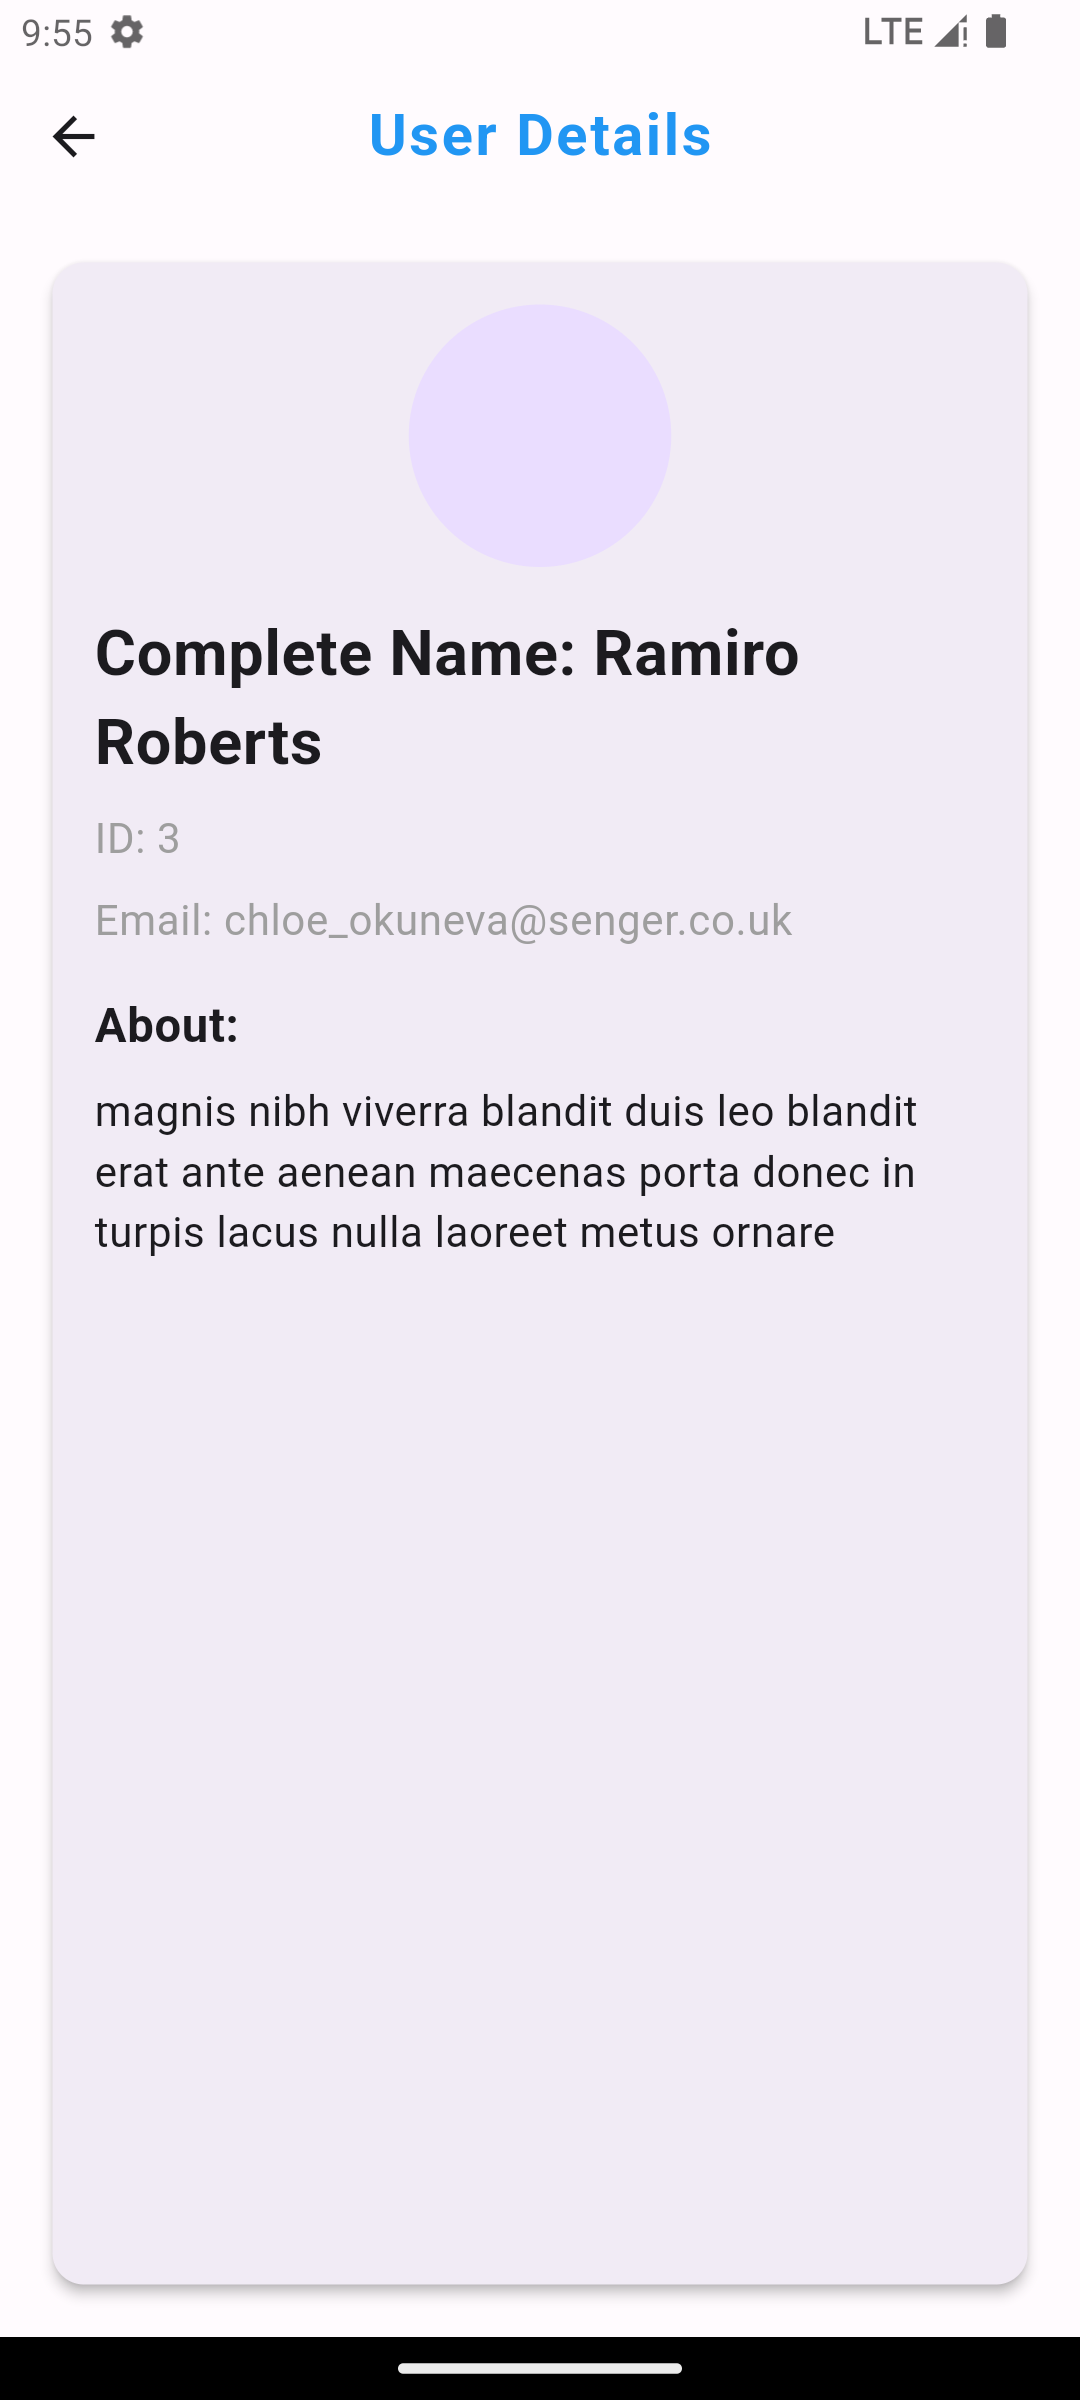 9:55 LTE
User Details
Complete Name: Ramiro
Roberts
ID: 3
Email: chloe_okuneva@senger.co.uk
About:
magnis nibh viverra blandit duis leo blandit
erat ante aenean maecenas porta donec in
turpis lacus nulla laoreet metus ornare